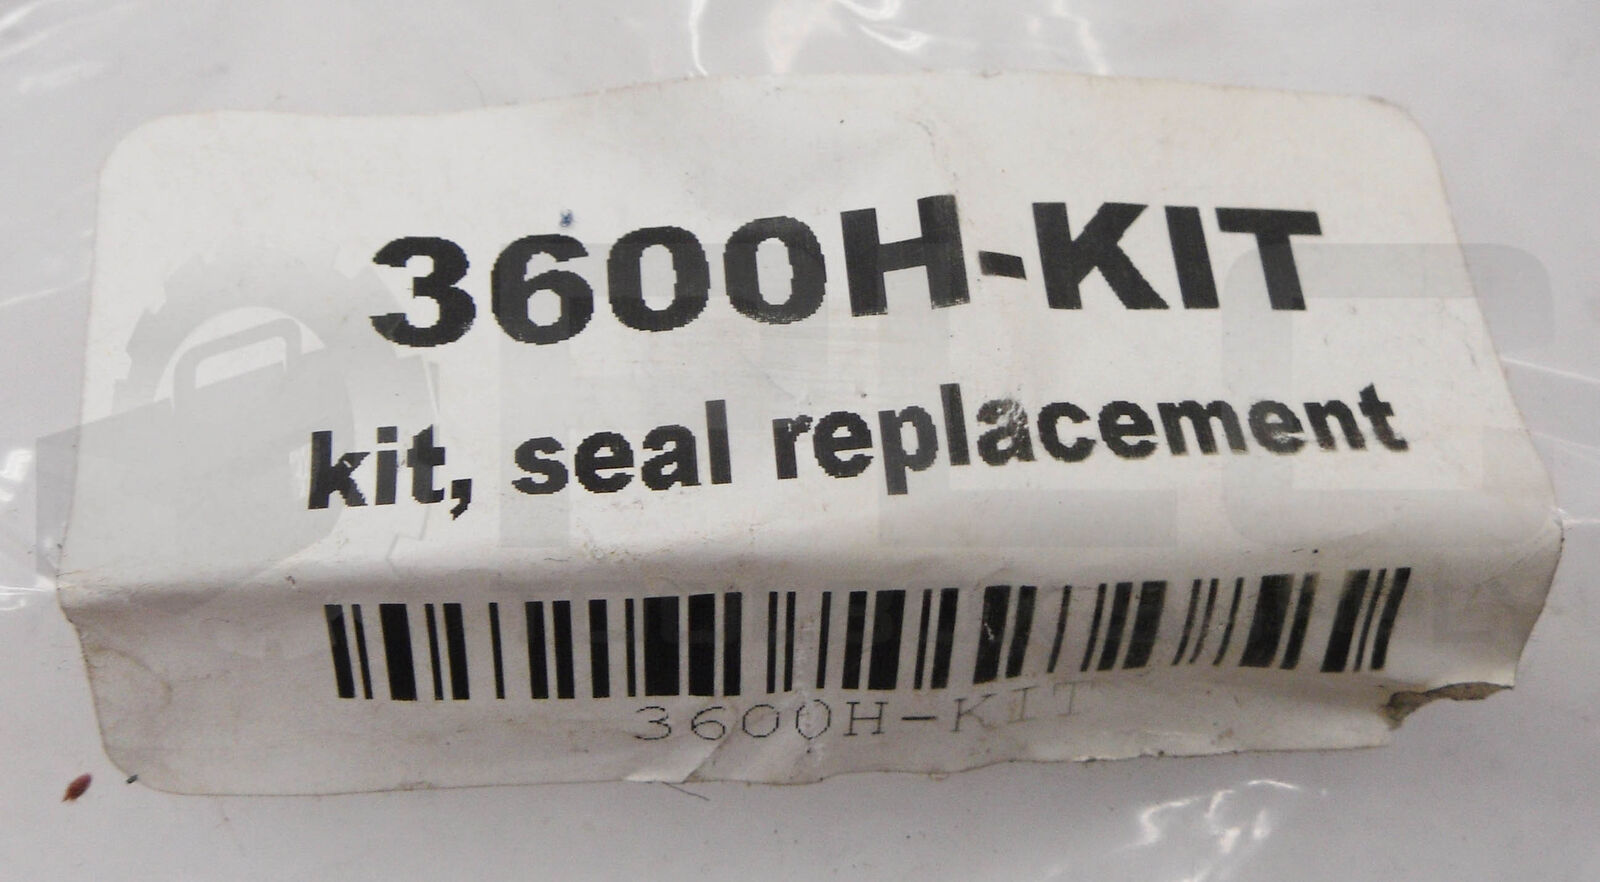 3600H-KIT
kit, seal replacement
3600H-KIT